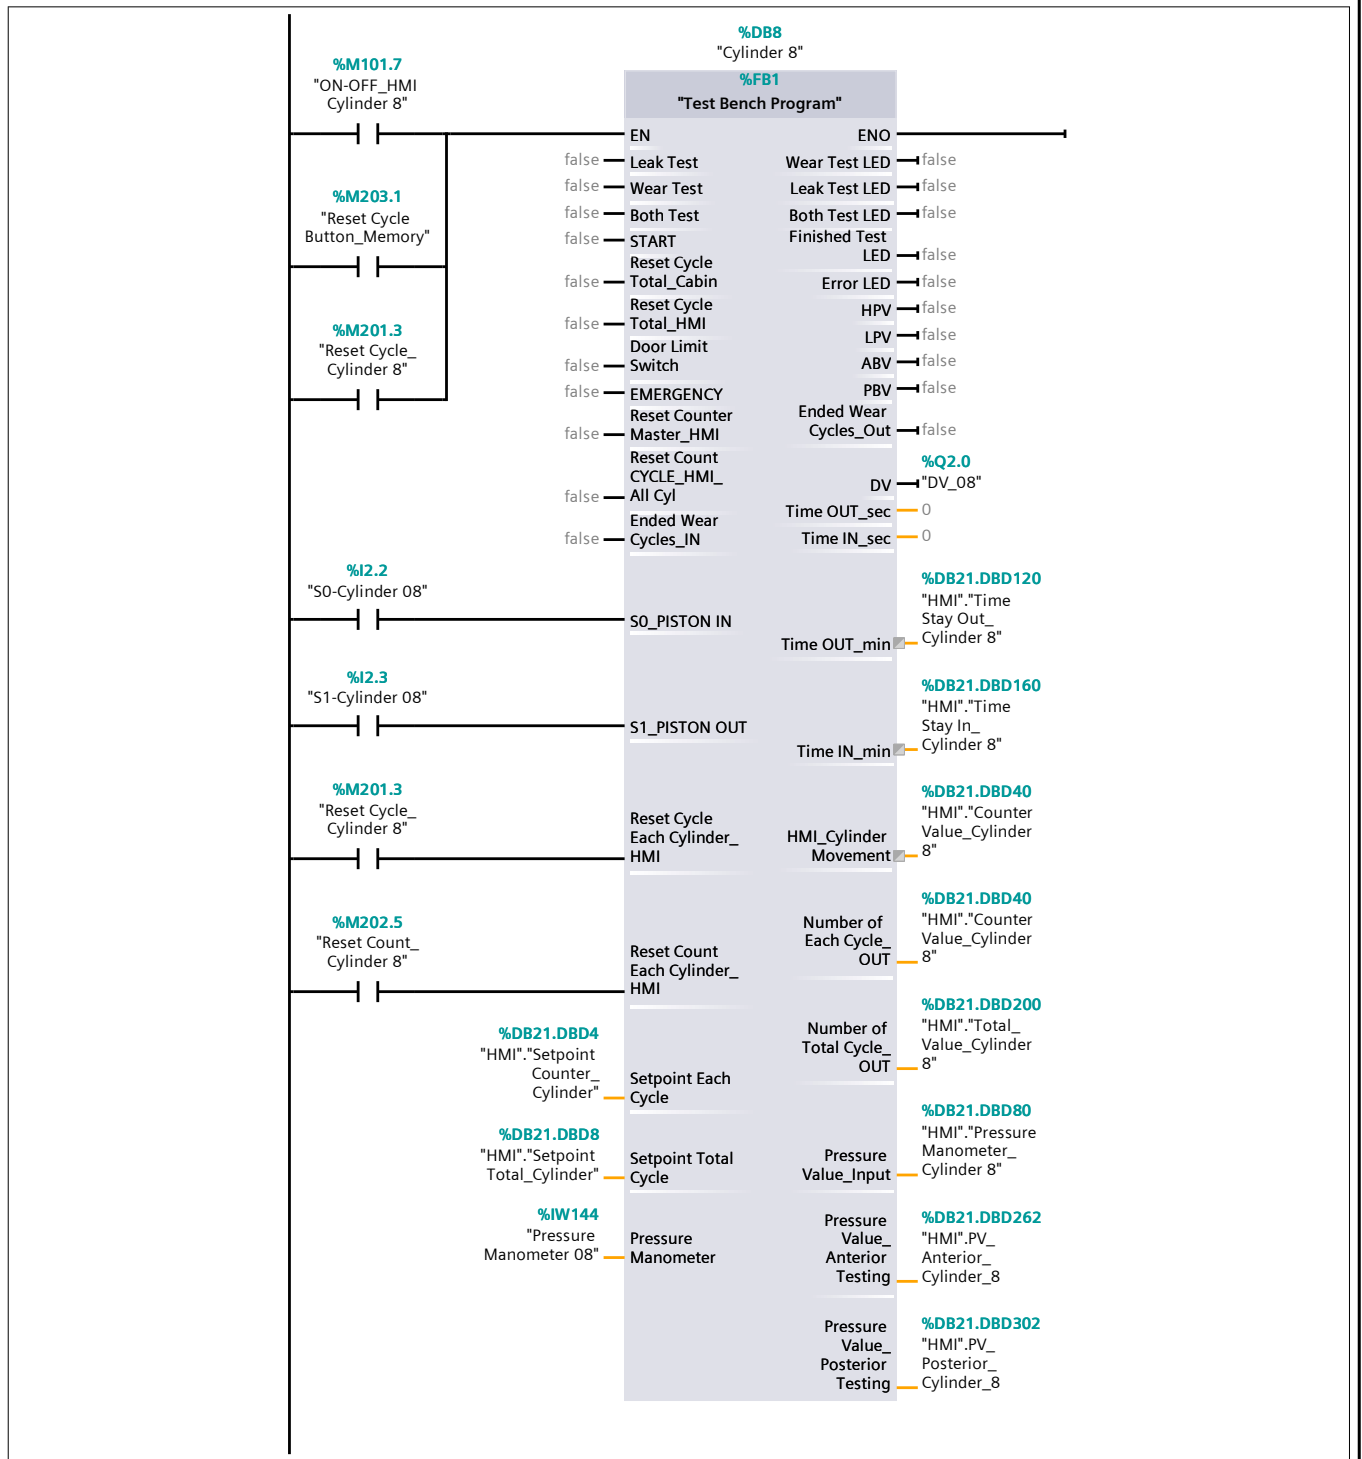 %DB8
"Cylinder 8"
%FB1
"Test Bench Program"
%M101.7
"ON-OFF_HMI
Cylinder 8"
%M203.1
"Reset Cycle
Button_Memory"
%M201.3
"Reset Cycle_
Cylinder 8"
EN
false
Leak Test
false
Wear Test
false
Both Test
false
START
false
Reset Cycle
Total_Cabin
false
Reset Cycle
Total_HMI
false
Door Limit
Switch
false
EMERGENCY
false
Reset Counter
Master_HMI
false
Reset Count
CYCLE_HMI_
All Cyl
false
Ended Wear
Cycles_IN
%I2.2
"S0-Cylinder 08"
S0_PISTON IN
%I2.3
"S1-Cylinder 08"
S1_PISTON OUT
%M201.3
"Reset Cycle_
Cylinder 8"
Reset Cycle
Each Cylinder_
HMI
%M202.5
"Reset Count_
Cylinder 8"
Reset Count
Each Cylinder_
HMI
%DB21.DBD4
"HMI"."Setpoint
Counter_
Cylinder"
Setpoint Each
Cycle
%DB21.DBD8
"HMI"."Setpoint
Total_Cylinder"
Setpoint Total
Cycle
%IW144
"Pressure
Manometer 08"
Pressure
Manometer
ENO
Wear Test LED
false
Leak Test LED
false
Both Test LED
false
Finished Test
LED
false
Error LED
false
HPV
false
LPV
false
ABV
false
PBV
false
Ended Wear
Cycles_Out
false
DV
%Q2.0
"DV_08"
Time OUT_sec
0
Time IN_sec
0
Time OUT_min
%DB21.DBD120
"HMI"."Time
Stay Out_
Cylinder 8"
Time IN_min
%DB21.DBD160
"HMI"."Time
Stay In_
Cylinder 8"
HMI_Cylinder
Movement
%DB21.DBD40
"HMI"."Counter
Value_Cylinder
8"
Number of
Each Cycle_
OUT
%DB21.DBD40
"HMI"."Counter
Value_Cylinder
8"
Number of
Total Cycle_
OUT
%DB21.DBD200
"HMI"."Total_
Value_Cylinder
8"
Pressure
Value_Input
%DB21.DBD80
"HMI"."Pressure
Manometer_
Cylinder 8"
Pressure
Value_
Anterior
Testing
%DB21.DBD262
"HMI".PV_
Anterior_
Cylinder_8
Pressure
Value_
Posterior
Testing
%DB21.DBD302
"HMI".PV_
Posterior_
Cylinder_8